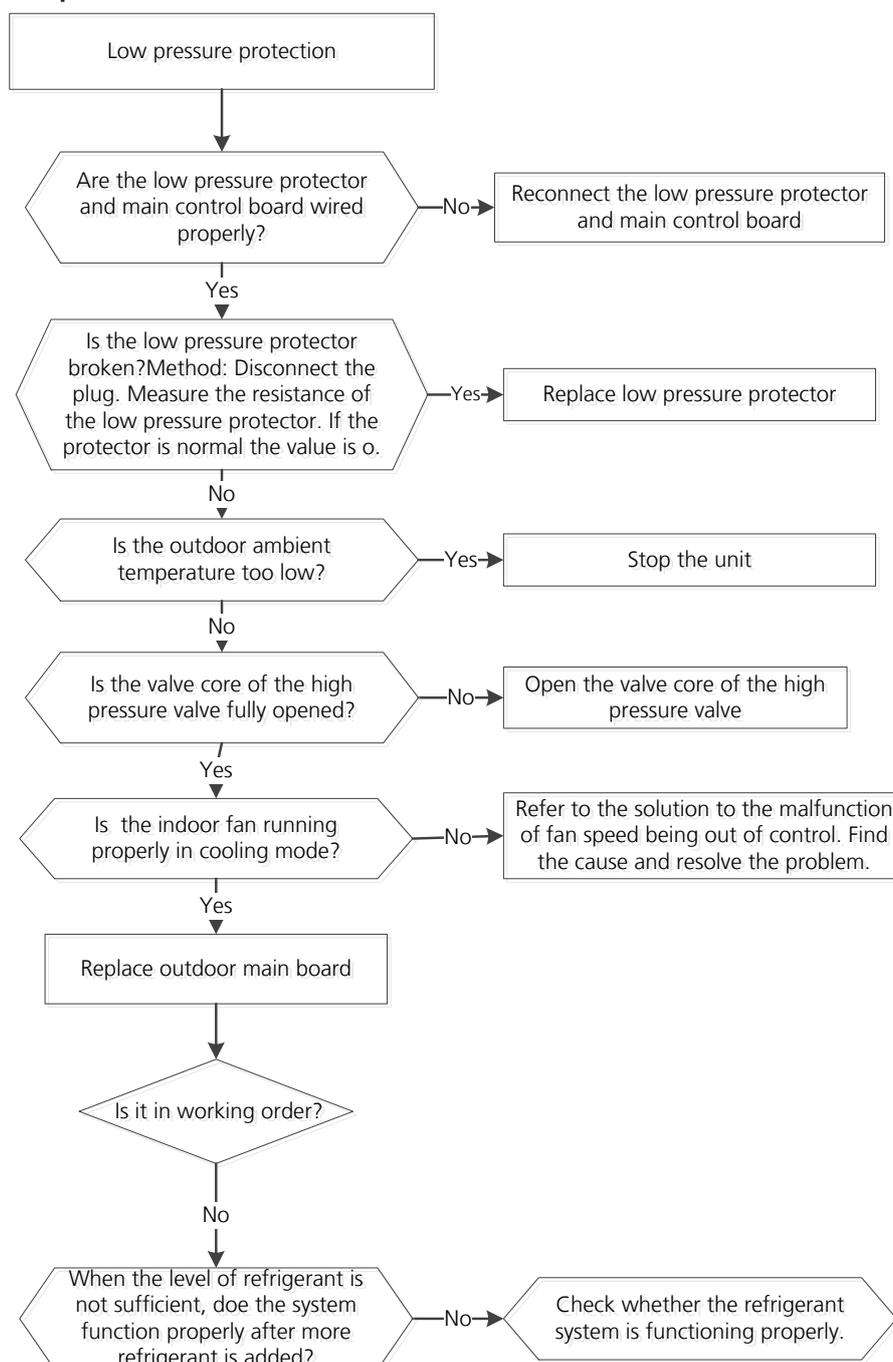 Low pressure protection
Are the low pressure protector
and main control board wired
properly?
No
Reconnect the low pressure protector
and main control board
Yes
Is the low pressure protector
broken?Method: Disconnect the
plug. Measure the resistance of
the low pressure protector. If the
protector is normal the value is o.
Yes
Replace low pressure protector
No
Is the outdoor ambient
temperature too low?
Yes
Stop the unit
No
Is the valve core of the high
pressure valve fully opened?
No
Open the valve core of the high
pressure valve
Yes
Is the indoor fan running
properly in cooling mode?
No
Refer to the solution to the malfunction
of fan speed being out of control. Find
the cause and resolve the problem.
Yes
Replace outdoor main board
Is it in working order?
No
When the level of refrigerant is
not sufficient, doe the system
function properly after more
refrigerant is added?
No
Check whether the refrigerant
system is functioning properly.